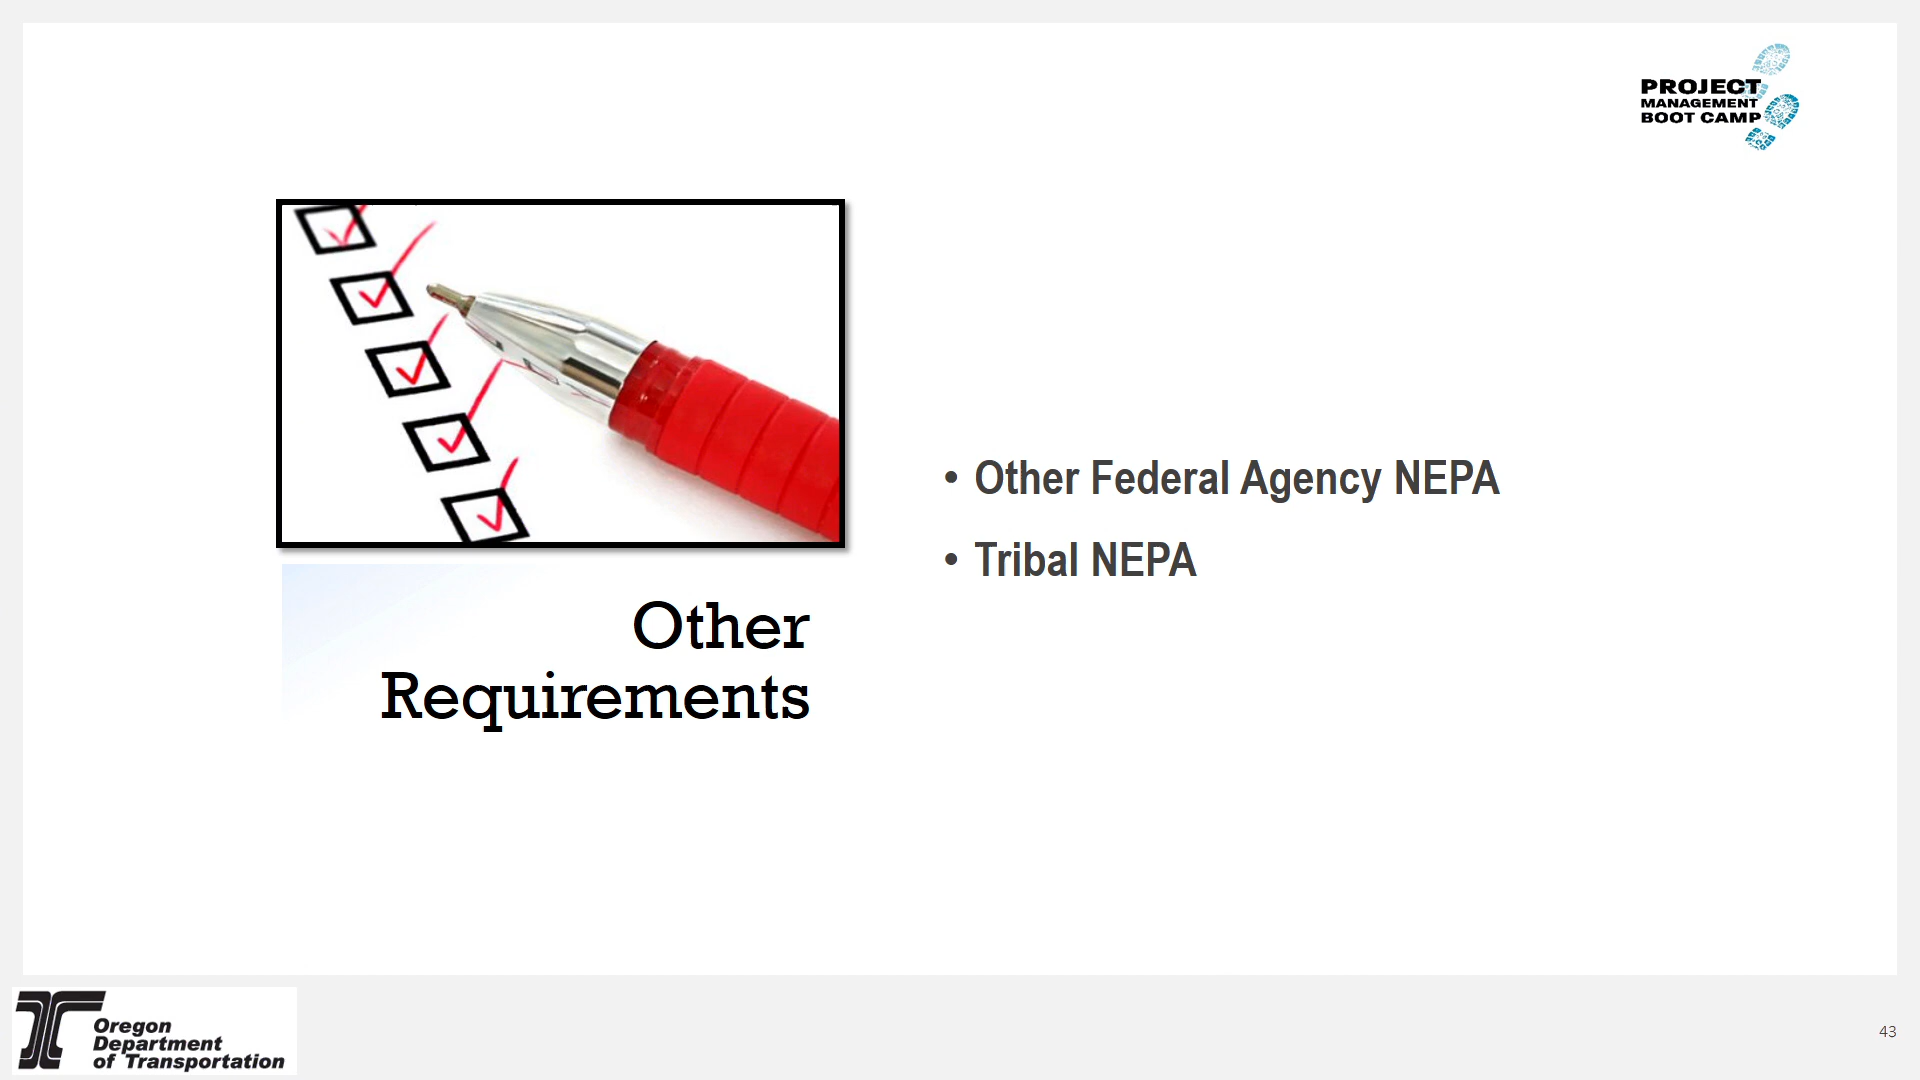 PROJECT
MANAGEMENT
BOOT CAMP
Other
Requirements
• Other Federal Agency NEPA
• Tribal NEPA
Oregon
Department
of Transportation
43